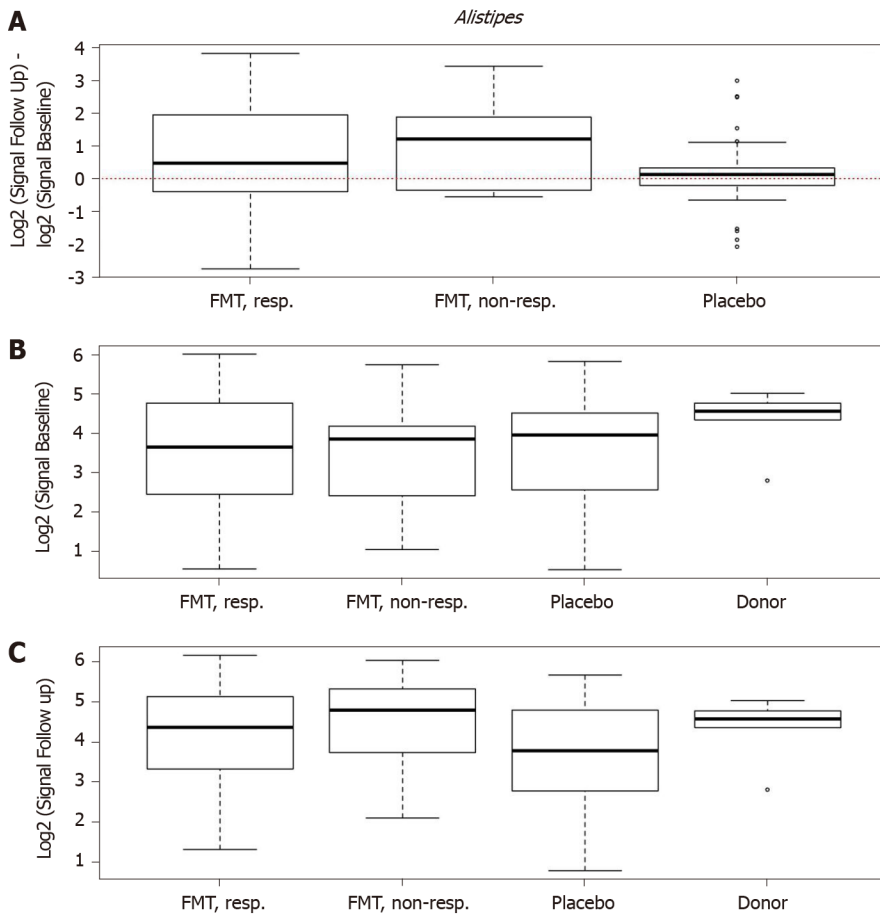 A
Alistipes
Log2 (Signal Follow Up) -
log2 (Signal Baseline)
4
3
2
1
0
-1
-2
-3
FMT, resp.
FMT, non-resp.
Placebo
B
Log2 (Signal Baseline)
6
5
4
3
2
1
FMT, resp.
FMT, non-resp.
Placebo
Donor
C
Log2 (Signal Follow up)
6
5
4
3
2
1
FMT, resp.
FMT, non-resp.
Placebo
Donor